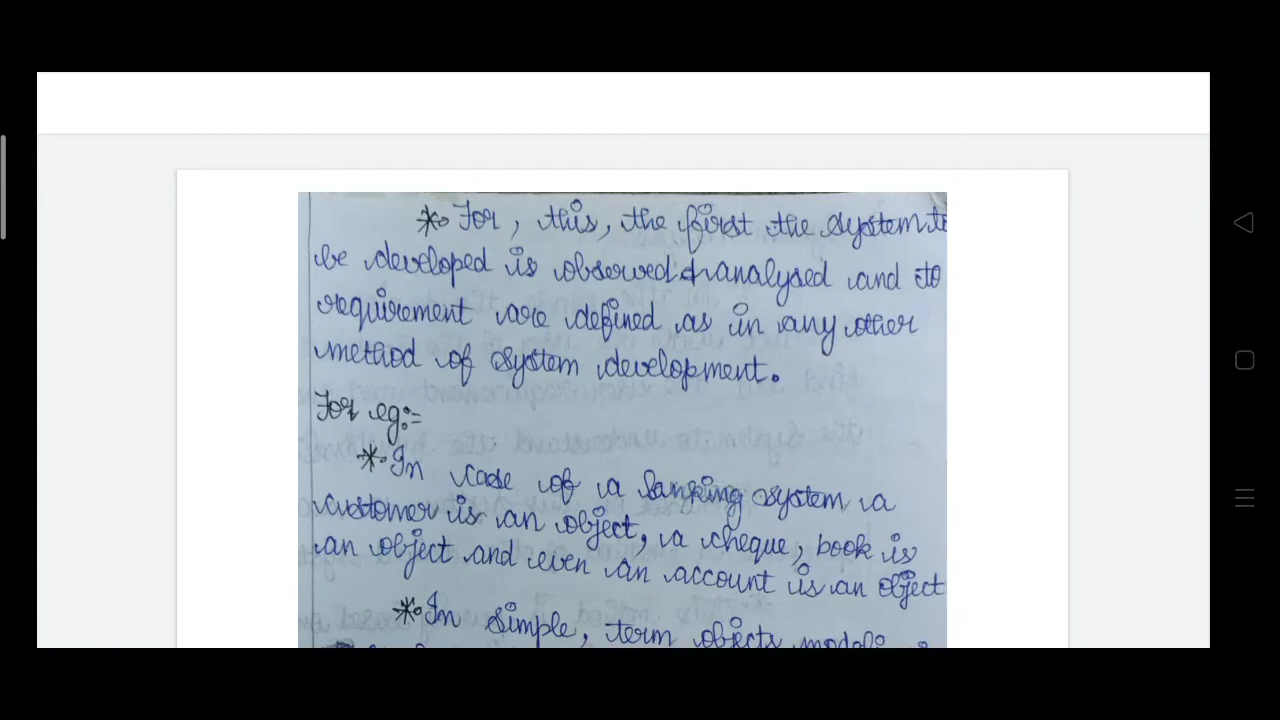 *. For, this, the first the system to
be developed is observed & analysed and to
requirement are defined as in any other
method of system development.
For eg:=
*. In case of a banking system a
customer is an object, a cheque, book is
an object and even an account is an object
*. In simple, term objects